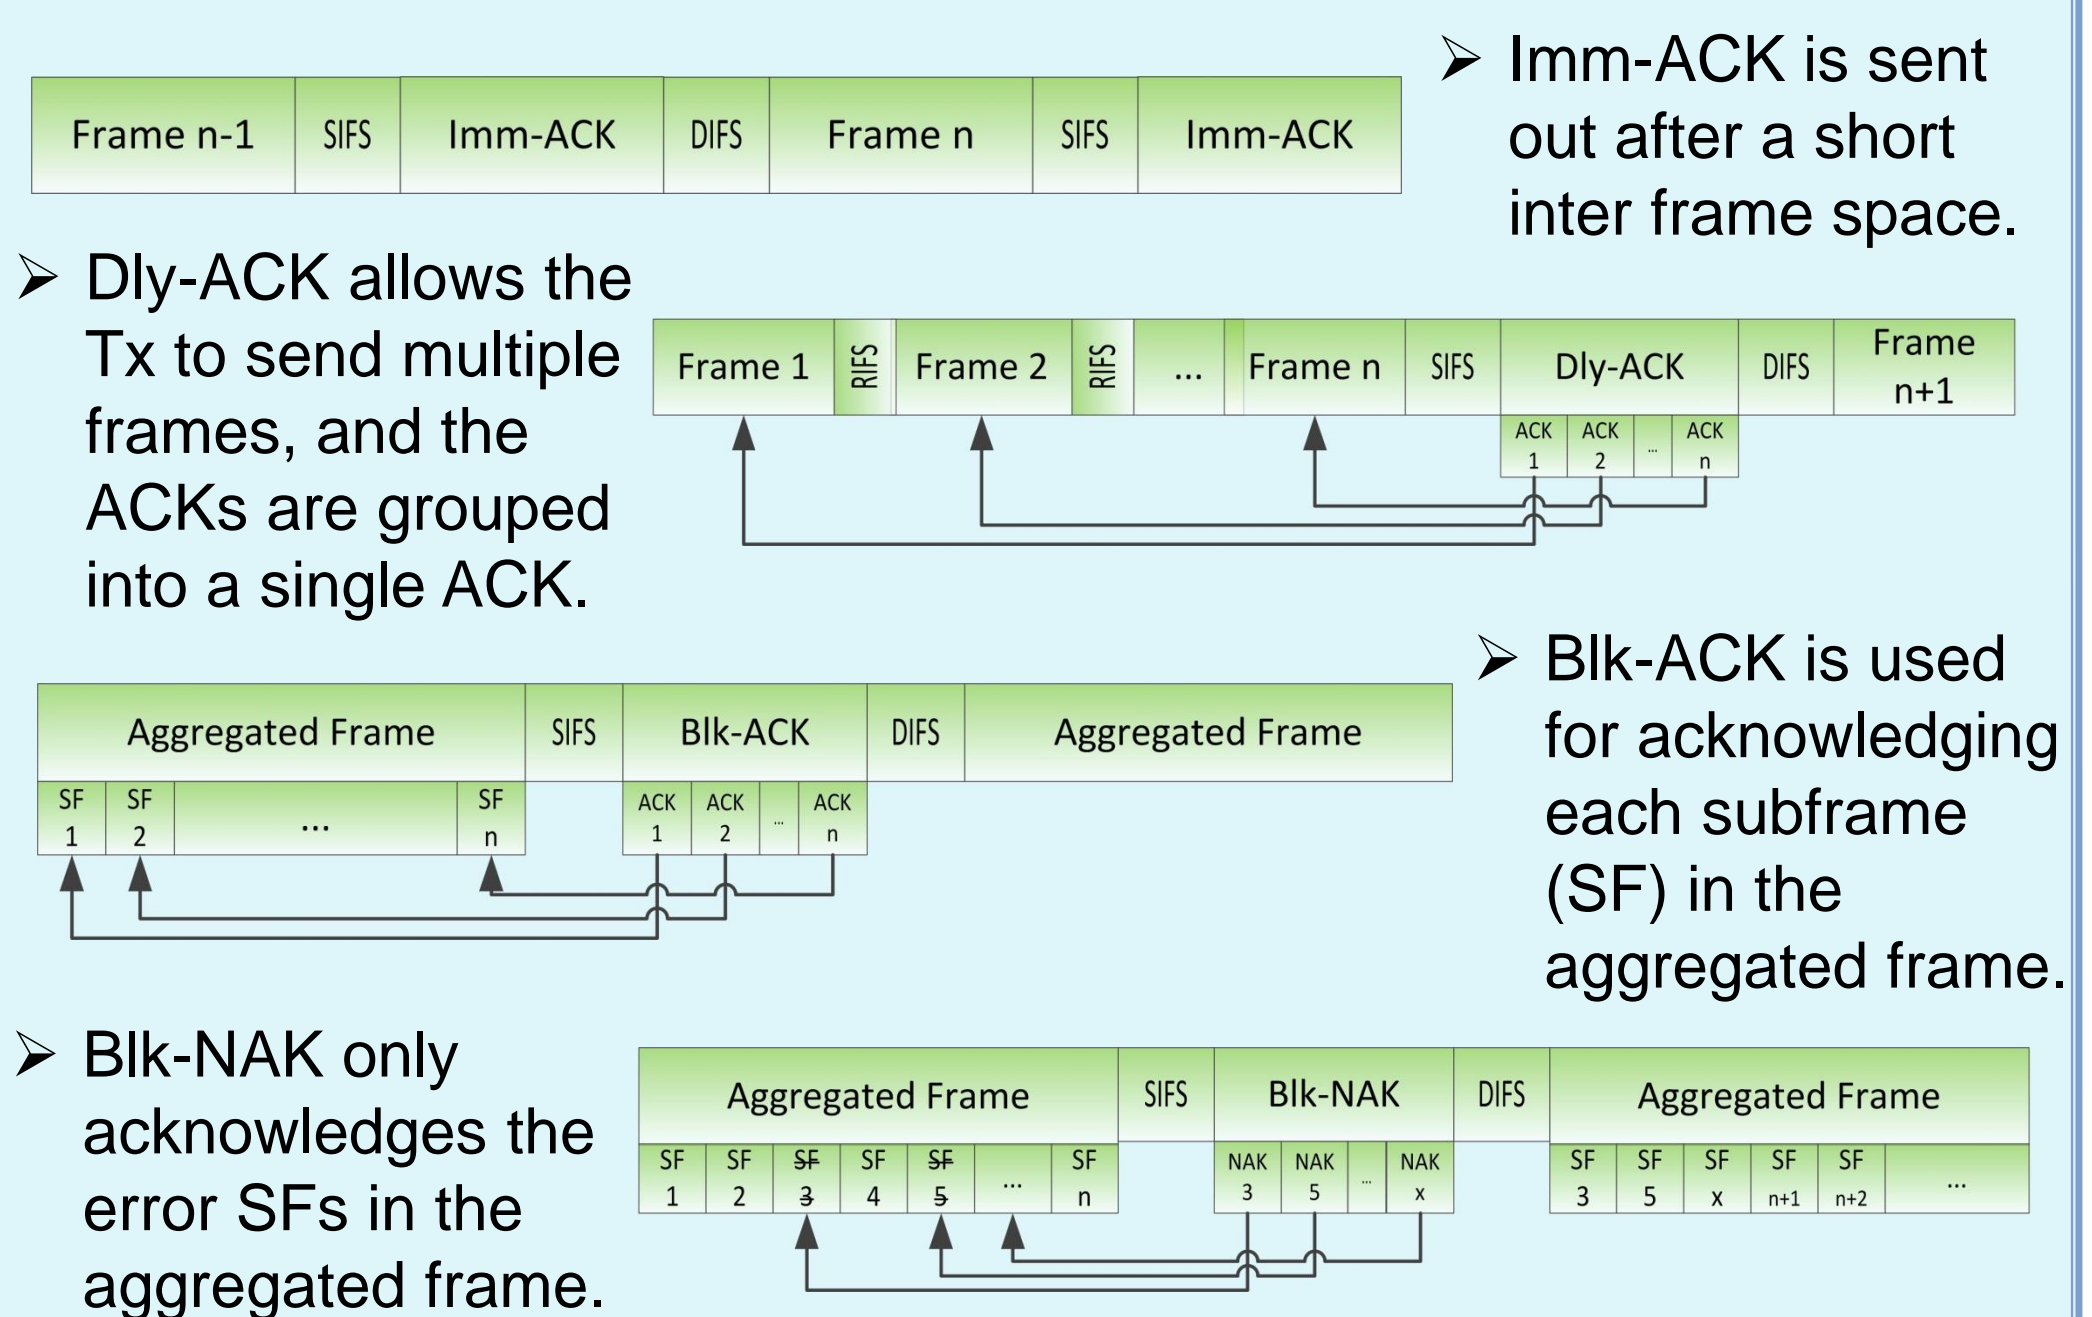 Frame n-1 SIFS Imm-ACK DIFS Frame n SIFS Imm-ACK
➢ Imm-ACK is sent
out after a short
inter frame space.
➢ Dly-ACK allows the
Tx to send multiple
frames, and the
ACKs are grouped
into a single ACK.
Frame 1 RIFS Frame 2 RIFS ... Frame n SIFS Dly-ACK DIFS Frame
n+1
ACK ACK ... ACK
1 2 n
Aggregated Frame SIFS Blk-ACK DIFS Aggregated Frame
SF SF ... SF ACK ACK ... ACK
1 2 n 1 2 n
➢ Blk-ACK is used
for acknowledging
each subframe
(SF) in the
aggregated frame.
➢ Blk-NAK only
acknowledges the
error SFs in the
aggregated frame.
Aggregated Frame SIFS Blk-NAK DIFS Aggregated Frame
SF SF SF SF SF ... SF NAK NAK ... NAK SF SF SF SF SF ...
1 2 3 4 5 n 3 5 x 3 5 x n+1 n+2